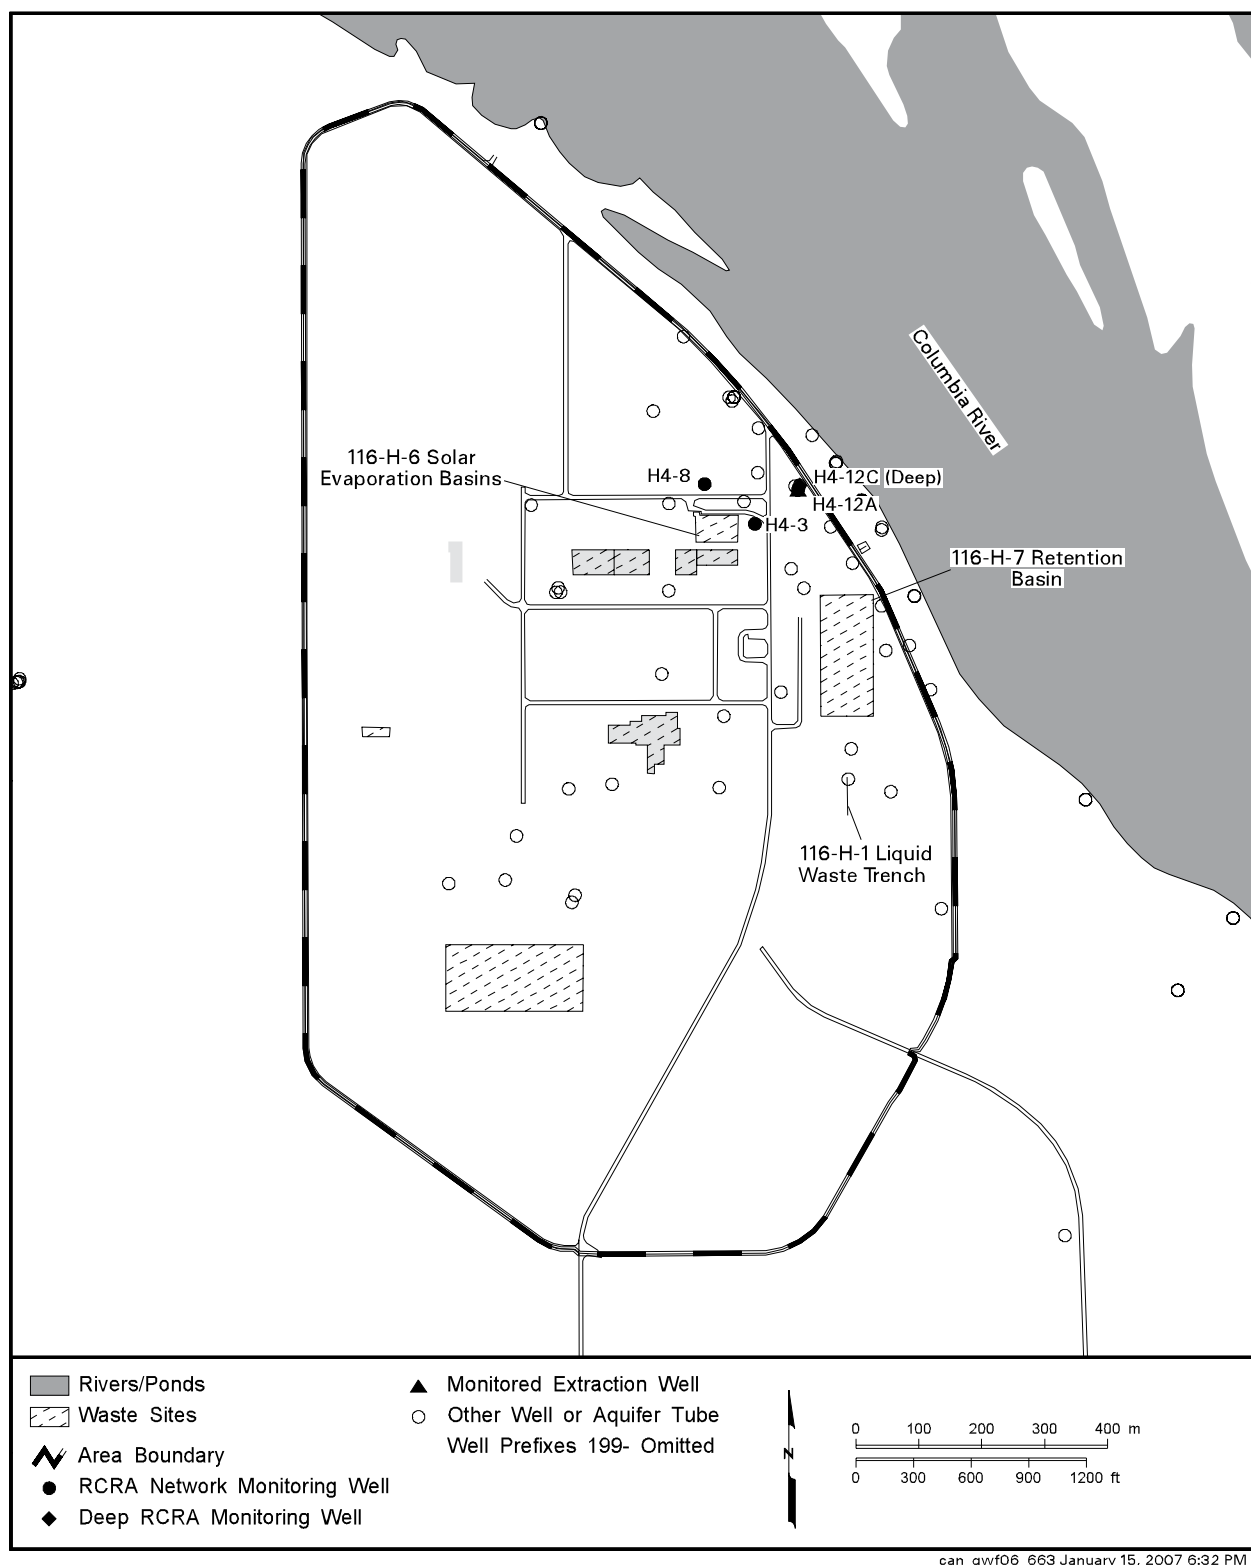 Columbia River
116-H-6 Solar
Evaporation Basins
H4-8
H4-12C (Deep)
H4-12A
H4-3
116-H-7 Retention
Basin
116-H-1 Liquid
Waste Trench
Rivers/Ponds
Waste Sites
Area Boundary
RCRA Network Monitoring Well
Deep RCRA Monitoring Well
Monitored Extraction Well
Other Well or Aquifer Tube
Well Prefixes 199- Omitted
N
0 100 200 300 400 m
0 300 600 900 1200 ft
can_gwf06_663 January 15, 2007 6:32 PM